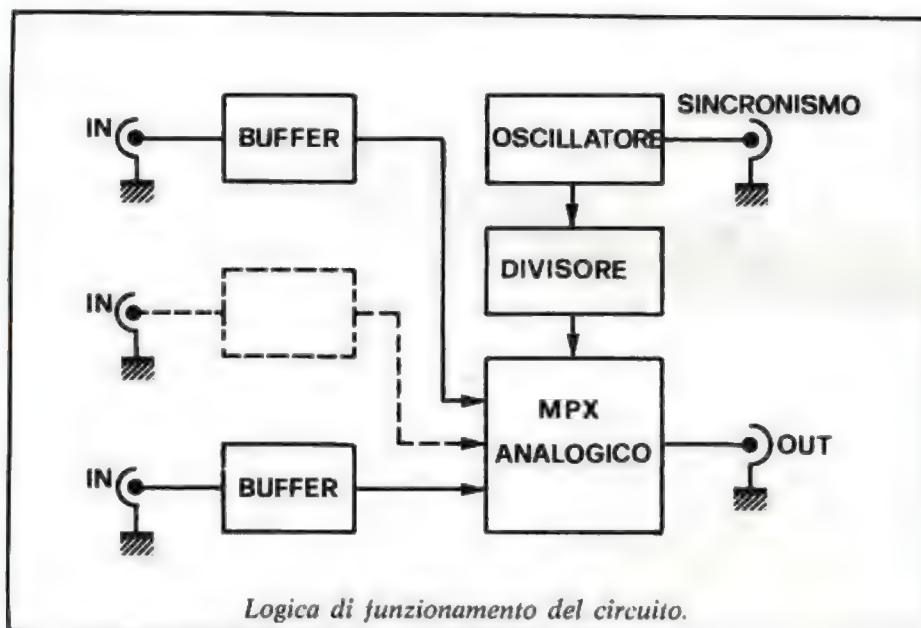 SINCRONISMO
IN
BUFFER
OSCILLATORE
IN
DIVISORE
MPX
ANALOGICO
IN
BUFFER
OUT
Logica di funzionamento del circuito.